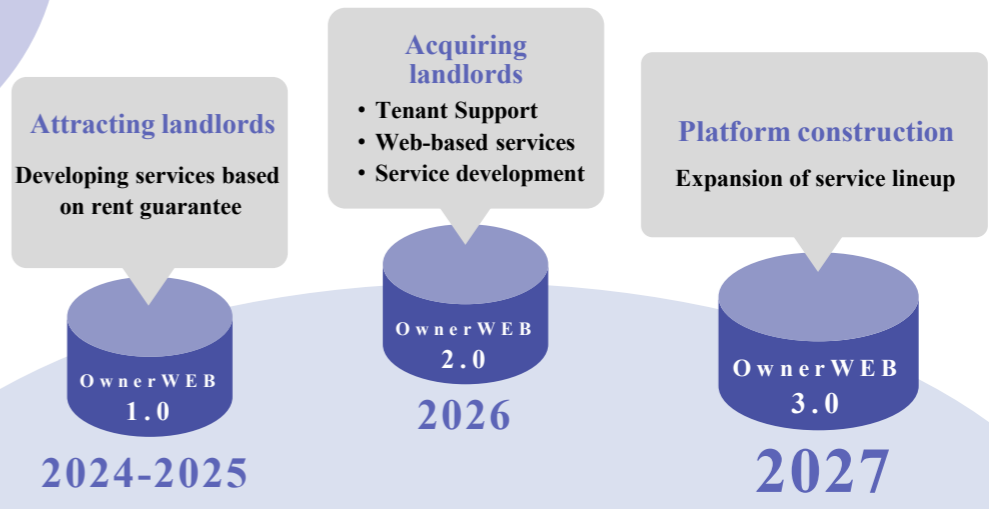 Attracting landlords
Developing services based
on rent guarantee
OwnerWEB
1.0
2024-2025
Acquiring
landlords
• Tenant Support
• Web-based services
• Service development
OwnerWEB
2.0
2026
Platform construction
Expansion of service lineup
OwnerWEB
3.0
2027